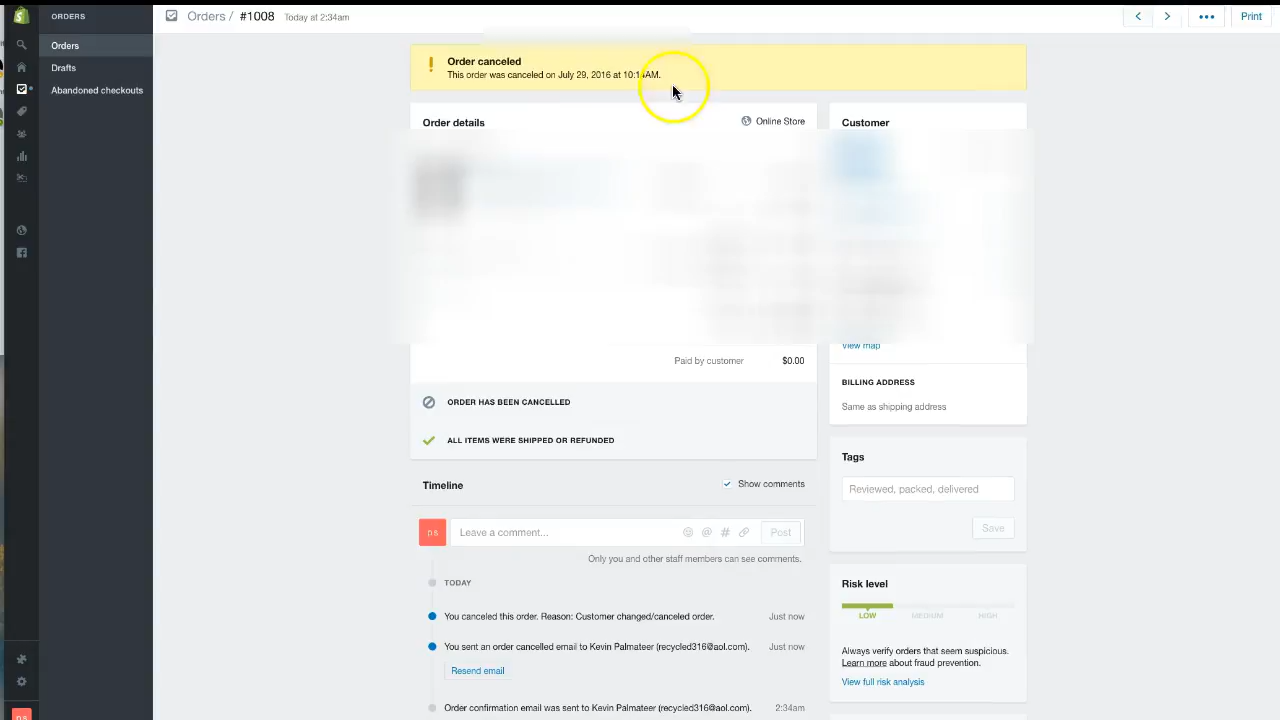 ORDERS
Orders
Drafts
Abandoned checkouts
Orders / #1008 Today at 2:34am
Print
Order canceled
This order was canceled on July 29, 2016 at 10:14AM.
Order details
Online Store
Customer
View map
Paid by customer $0.00
BILLING ADDRESS
Same as shipping address
ORDER HAS BEEN CANCELLED
ALL ITEMS WERE SHIPPED OR REFUNDED
Tags
Reviewed, packed, delivered
Save
Timeline
Show comments
ps
Leave a comment...
@ #
Post
Only you and other staff members can see comments.
TODAY
You canceled this order. Reason: Customer changed/canceled order. Just now
You sent an order cancelled email to Kevin Palmateer (recycled316@aol.com). Just now
Resend email
Order confirmation email was sent to Kevin Palmateer (recycled316@aol.com). 2:34am
Risk level
LOW MEDIUM HIGH
Always verify orders that seem suspicious.
Learn more about fraud prevention.
View full risk analysis
ps